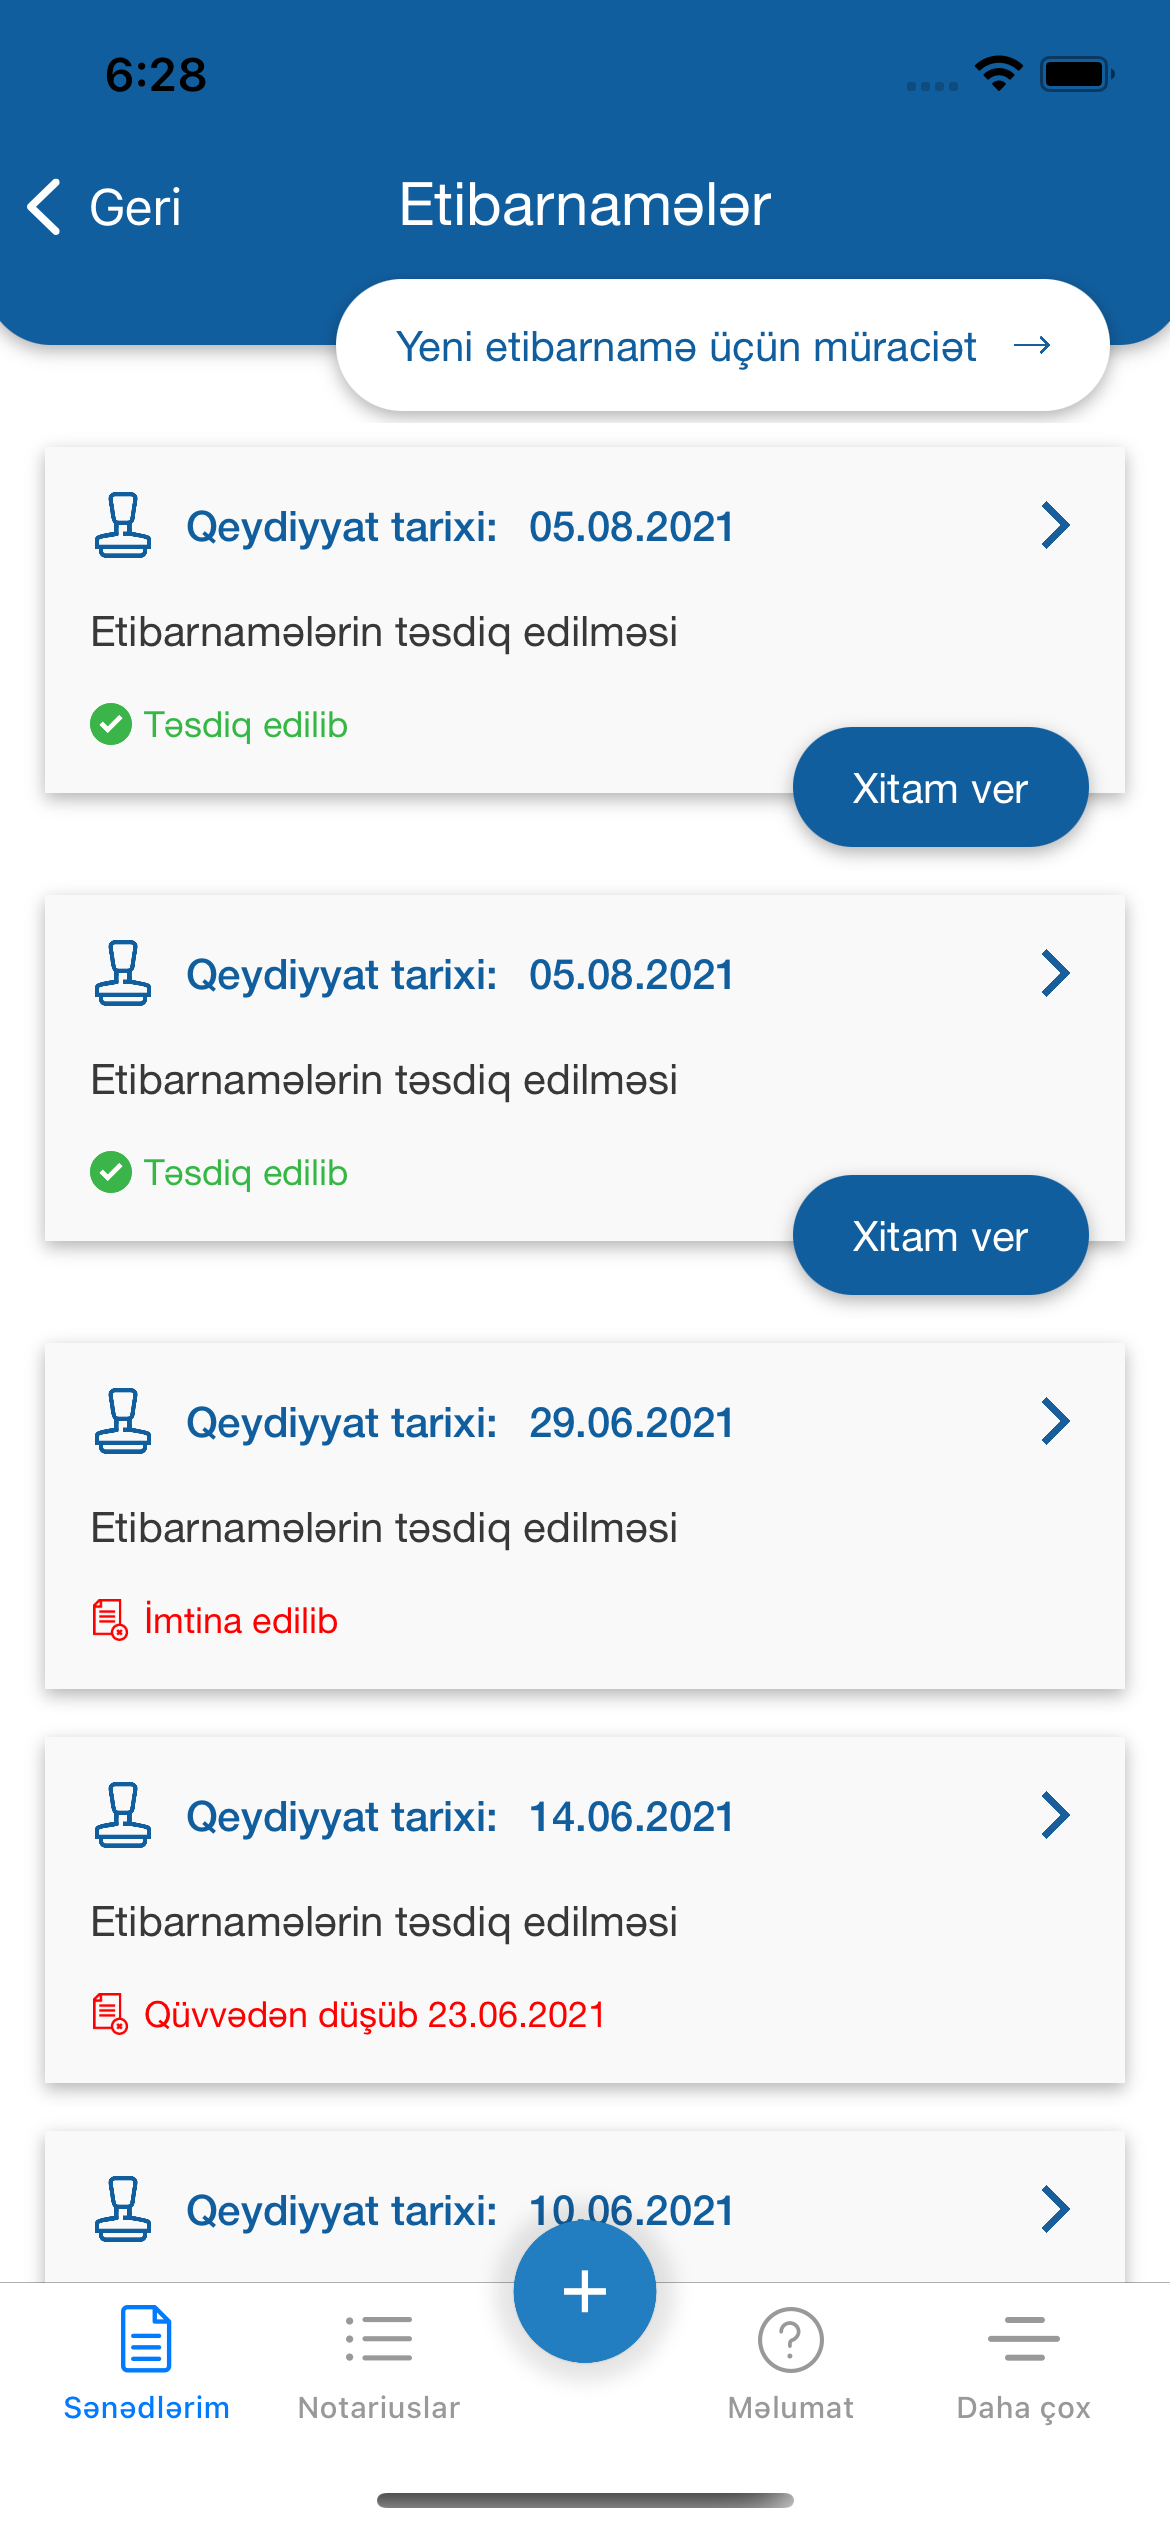 6:28
Geri
Etibarnamələr
Yeni etibarnamə üçün müraciət →
Qeydiyyat tarixi: 05.08.2021
Etibarnamələrin təsdiq edilməsi
Təsdiq edilib
Xitam ver
Qeydiyyat tarixi: 05.08.2021
Etibarnamələrin təsdiq edilməsi
Təsdiq edilib
Xitam ver
Qeydiyyat tarixi: 29.06.2021
Etibarnamələrin təsdiq edilməsi
İmtina edilib
Qeydiyyat tarixi: 14.06.2021
Etibarnamələrin təsdiq edilməsi
Qüvvədən düşüb 23.06.2021
Qeydiyyat tarixi: 10.06.2021
Sənədlərim
Notariuslar
Məlumat
Daha çox